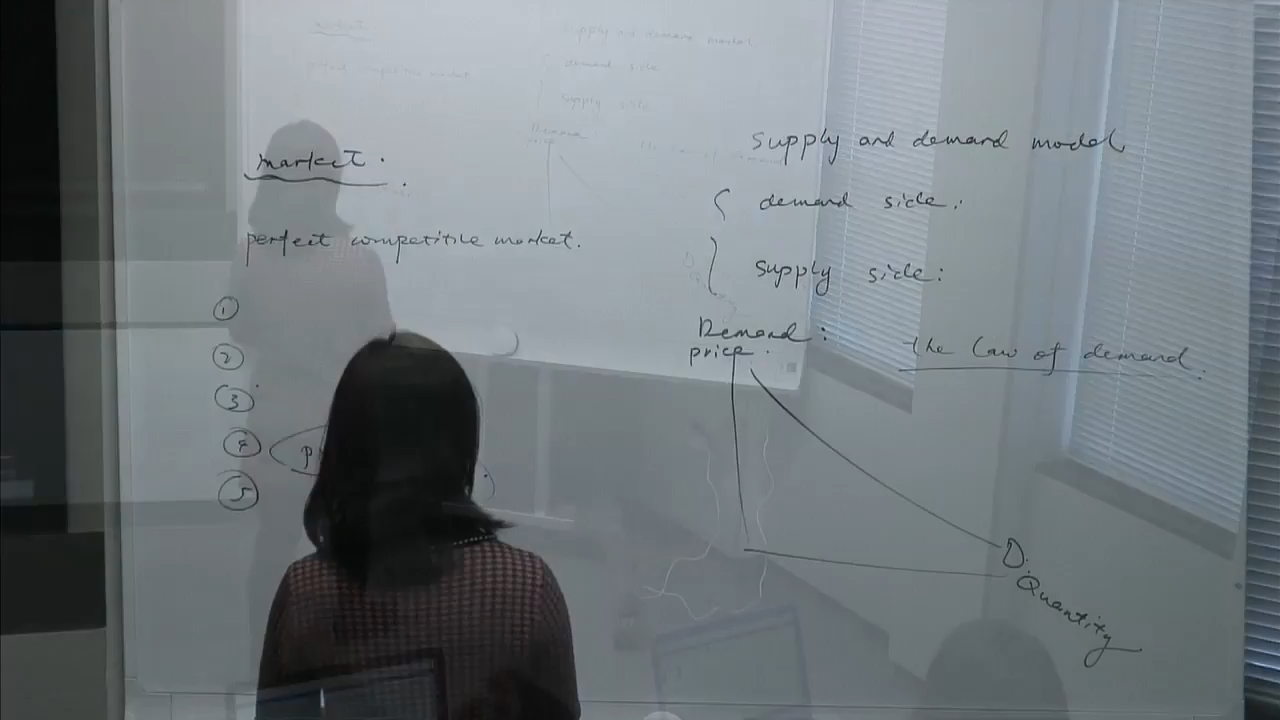 market.
perfect competitive market.
①
②
③
④
⑤
supply and demand model
demand side:
supply side:
Demand:
price.
the law of demand.
D.
Quantity